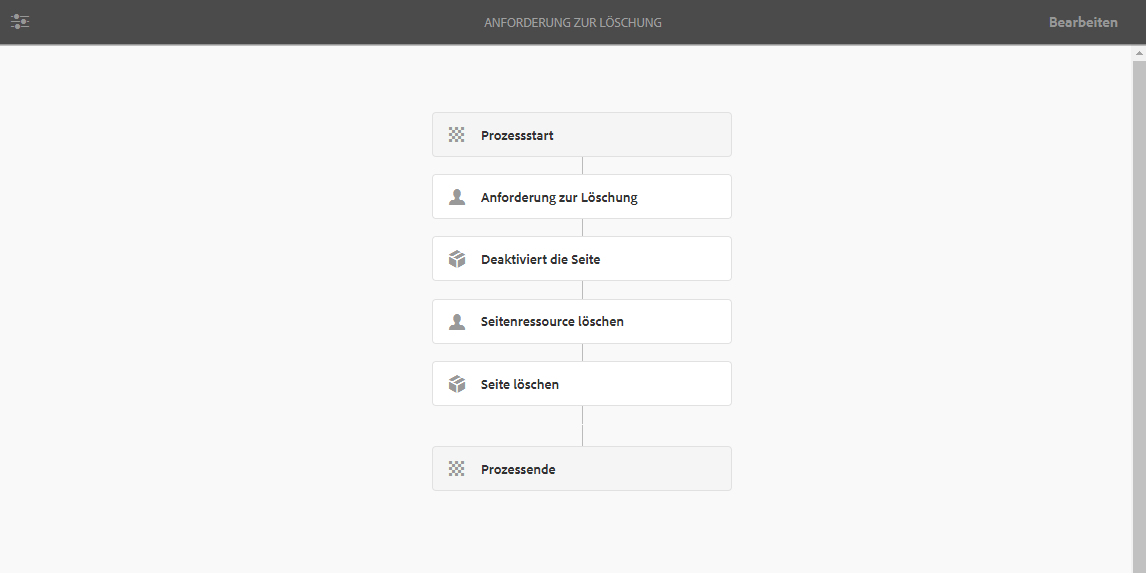 ANFORDERUNG ZUR LÖSCHUNG
Bearbeiten
Prozessstart
Anforderung zur Löschung
Deaktiviert die Seite
Seitenressource löschen
Seite löschen
Prozessende